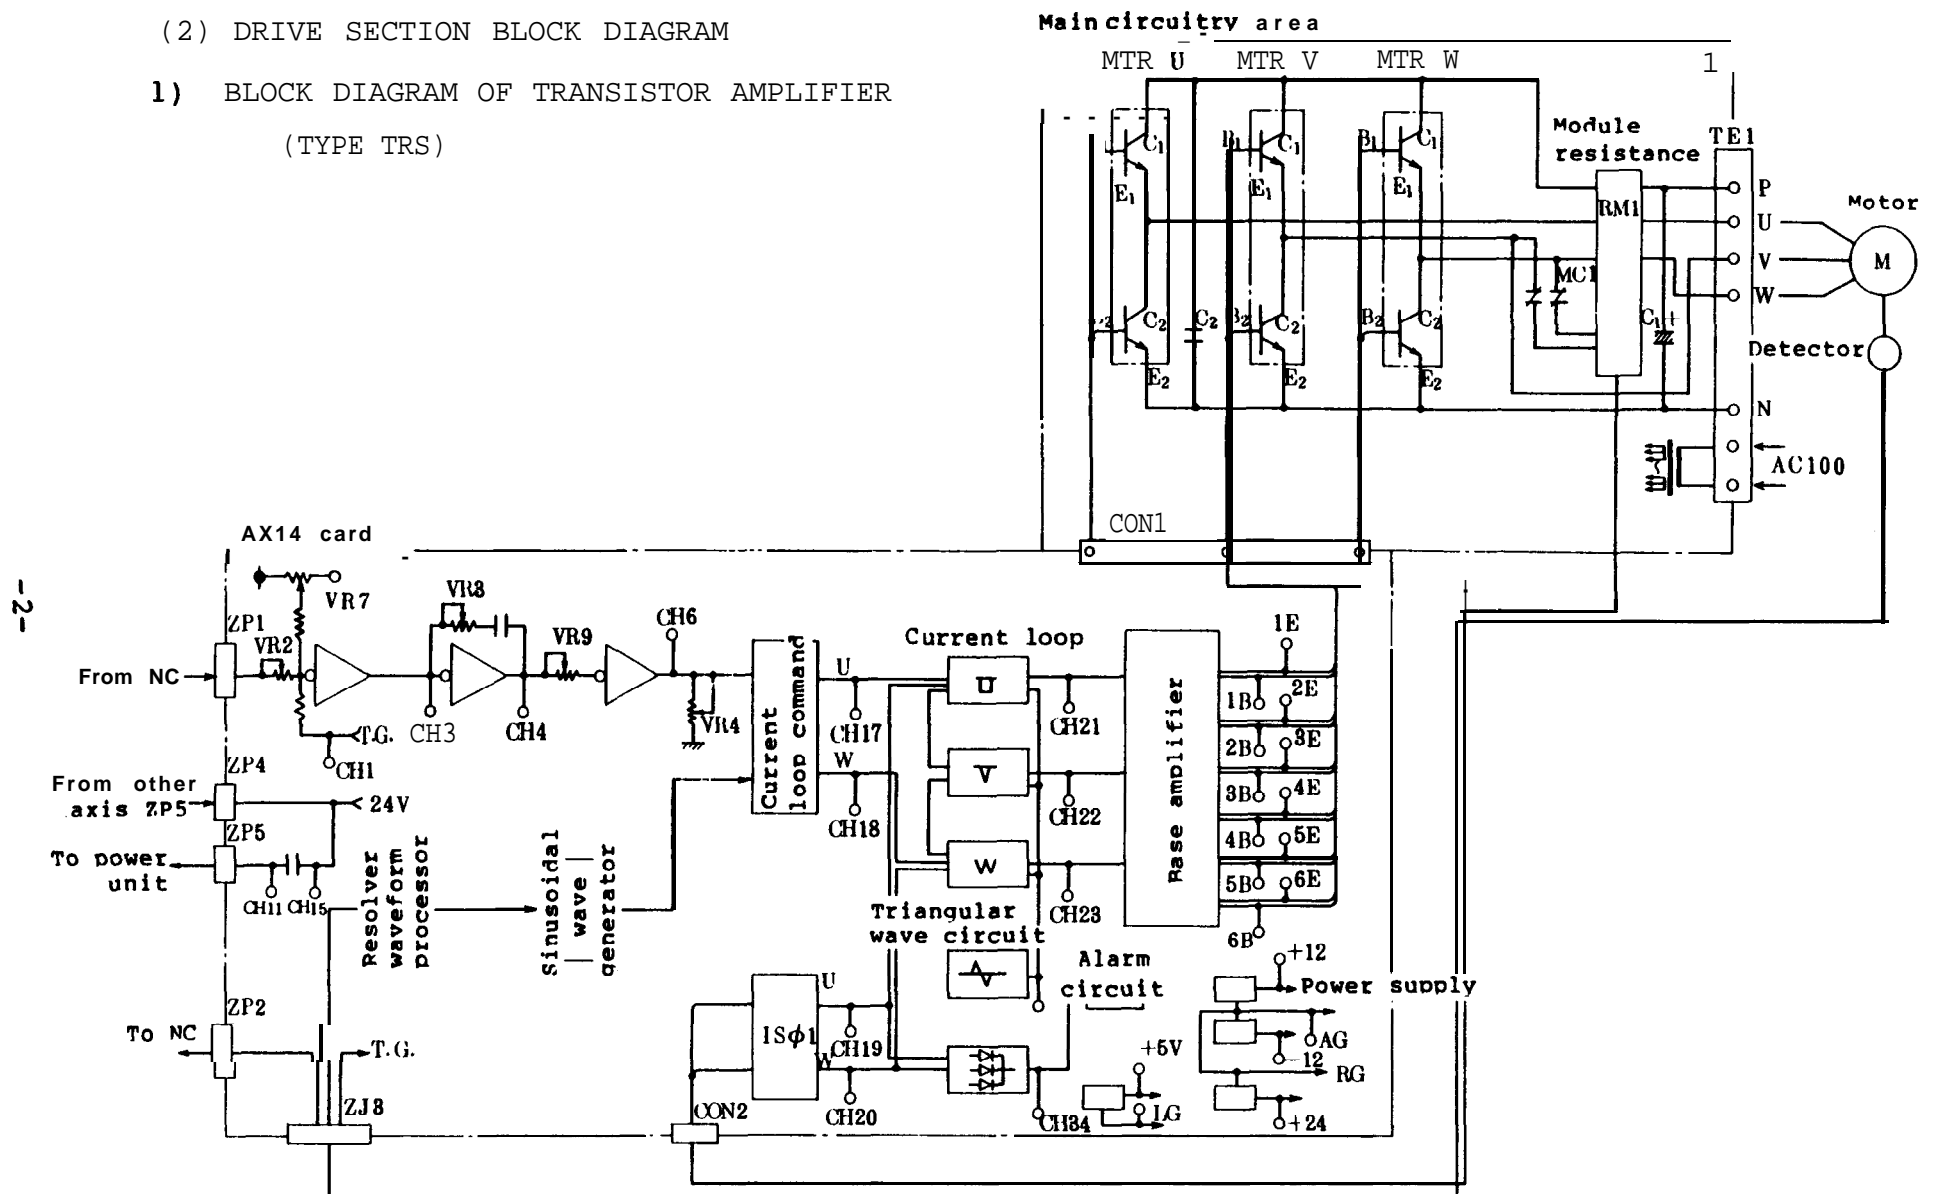 (2) DRIVE SECTION BLOCK DIAGRAM
1) BLOCK DIAGRAM OF TRANSISTOR AMPLIFIER
(TYPE TRS)
Main circuitry area
MTR U
MTR V
MTR W
1
C1
E1
C2
E2
C2
B1
C1
E1
B2
C2
E2
B1
C1
E1
B2
C2
E2
Module
resistance
RM1
MC1
C1+
TE1
P
U
V
W
N
Motor
M
Detector
AC100
CON1
-2-
AX14 card
VR7
ZP1
VR2
From NC
T.G.
CH1
VR3
CH3
CH4
VR9
CH6
VR4
ZP4
From other
axis ZP5
24V
ZP5
To power
unit
CH11
CH15
Resolver
waveform
processor
Sinusoidal
wave
generator
Current
loop command
U
CH17
W
CH18
Current loop
U
V
W
CH21
CH22
CH23
Base amplifier
1E
1B
2E
2B
3E
3B
4E
4B
5E
5B
6E
6B
Triangular
wave circuit
Alarm
circuit
ZP2
To NC
T.G.
ZJ3
ISϕ1
U
CH19
W
CH20
CON2
CH34
+5V
LG
+12
Power supply
AG
-12
RG
+24